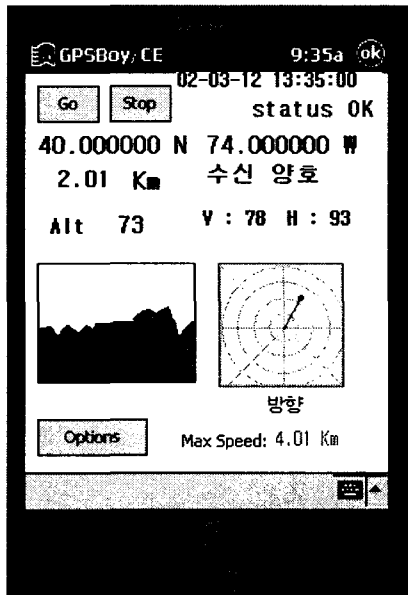 GPSBoy/CE 9:35a ok
02-03-12 13:35:00
Go Stop status OK
40.000000 N 74.000000 W
2.01 Km 수신 양호
Alt 73 V : 78 H : 93
방향
Options Max Speed: 4.01 Km